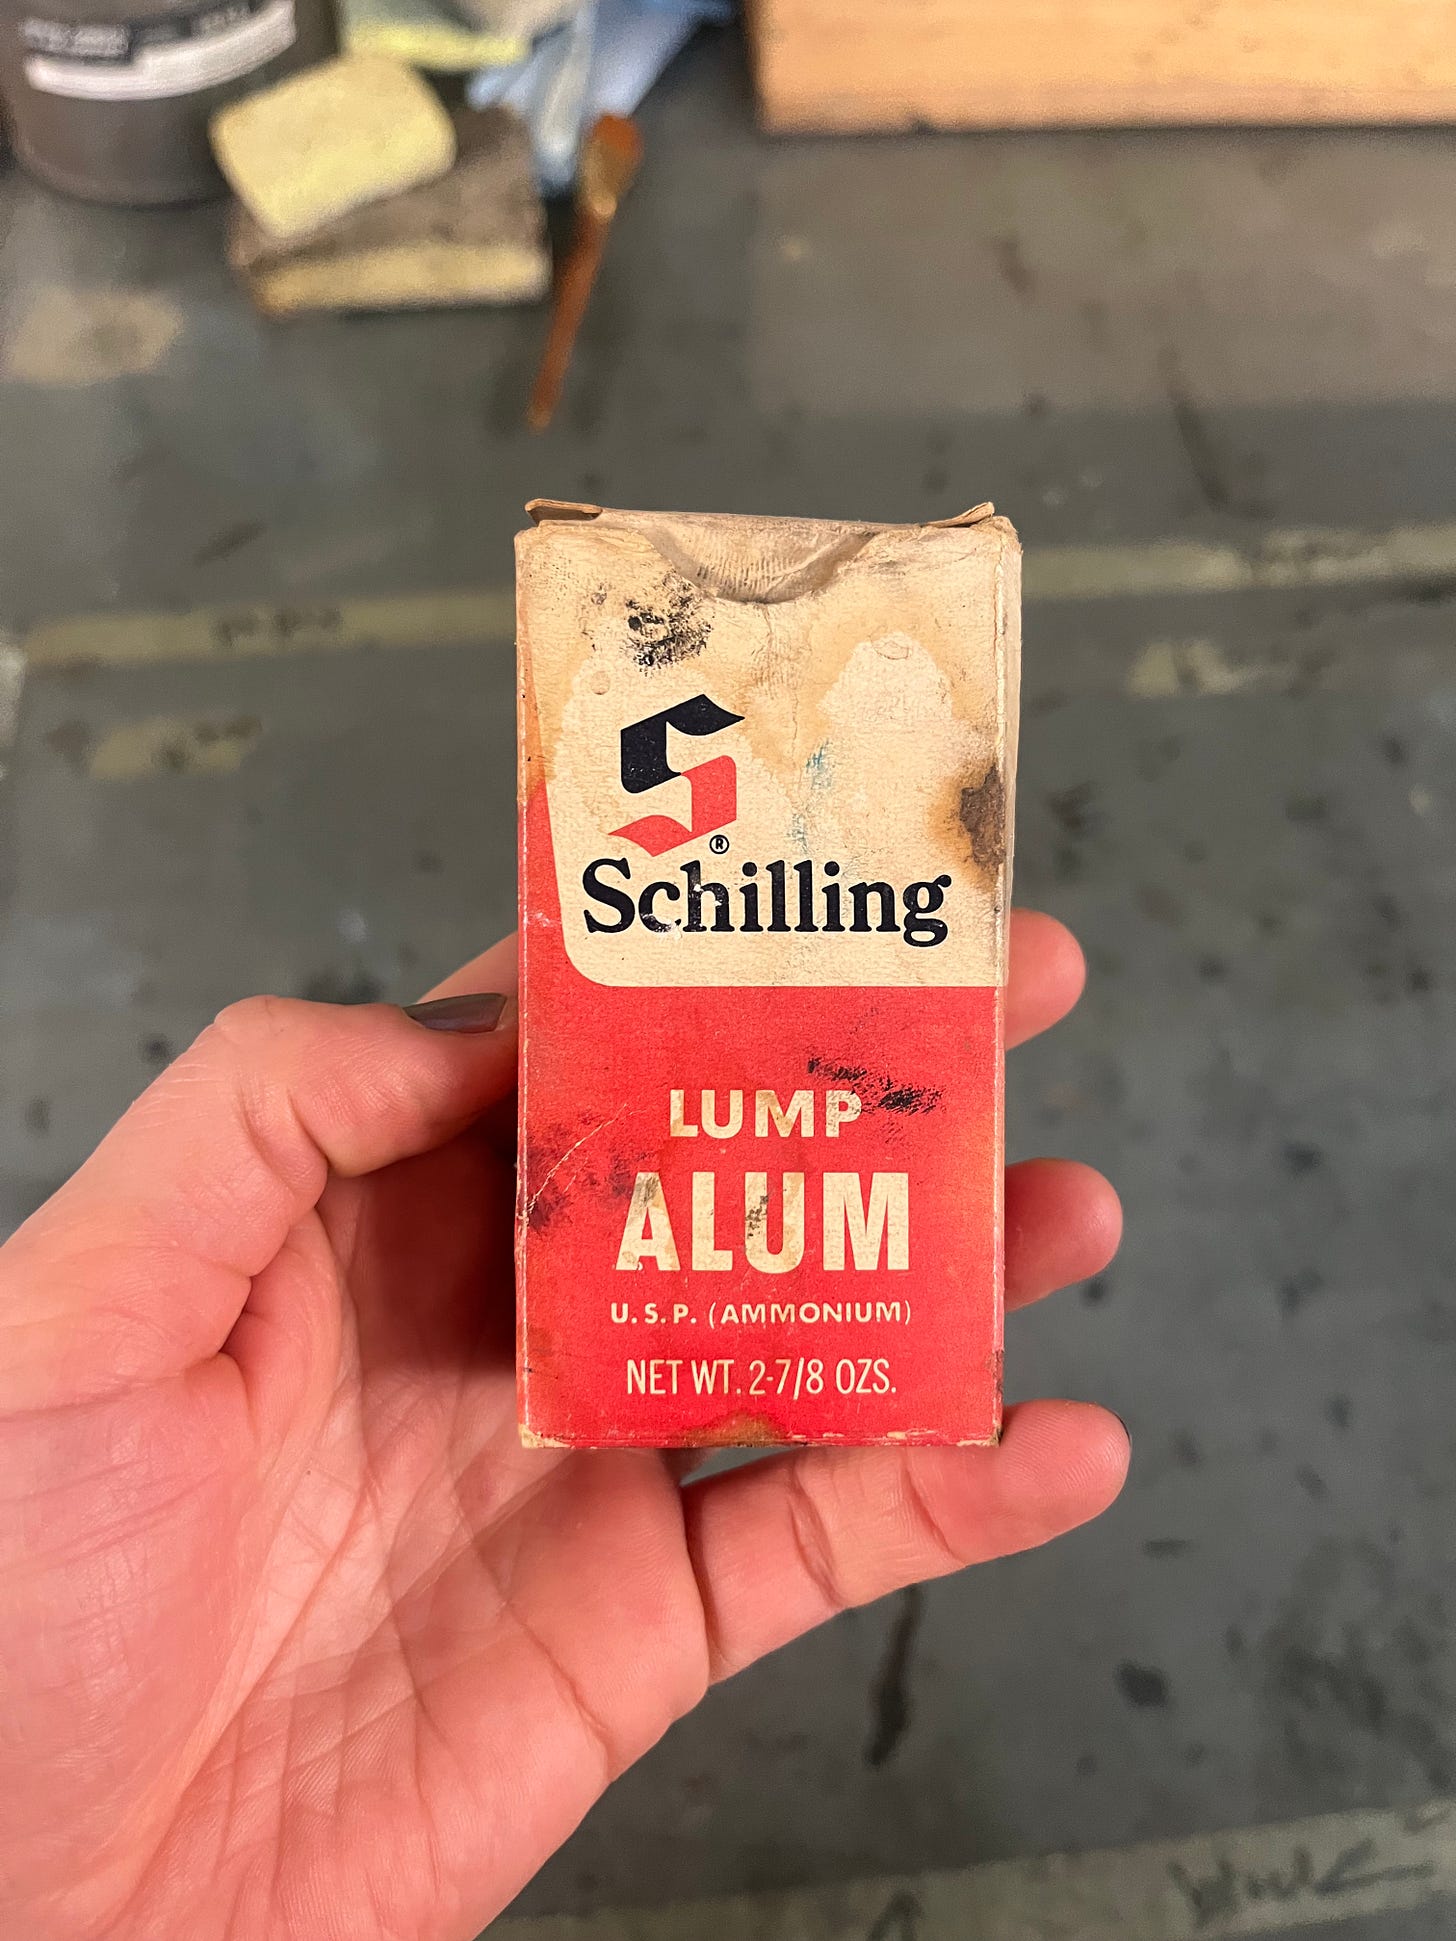 S
®
Schilling
LUMP
ALUM
U.S.P. (AMMONIUM)
NET WT. 2-7/8 OZS.